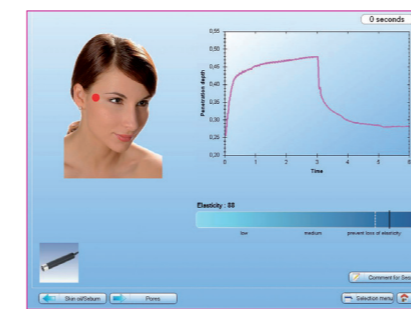 0 seconds
0,55
0,50
0,45
0,40
0,35
0,30
0,25
0,20
Penetration depth
0 1 2 3 4 5 6
Time
Elasticity : 88
low medium prevent loss of elasticity
Comment for Ses
Skin oil/Sebum Pores Selection menu